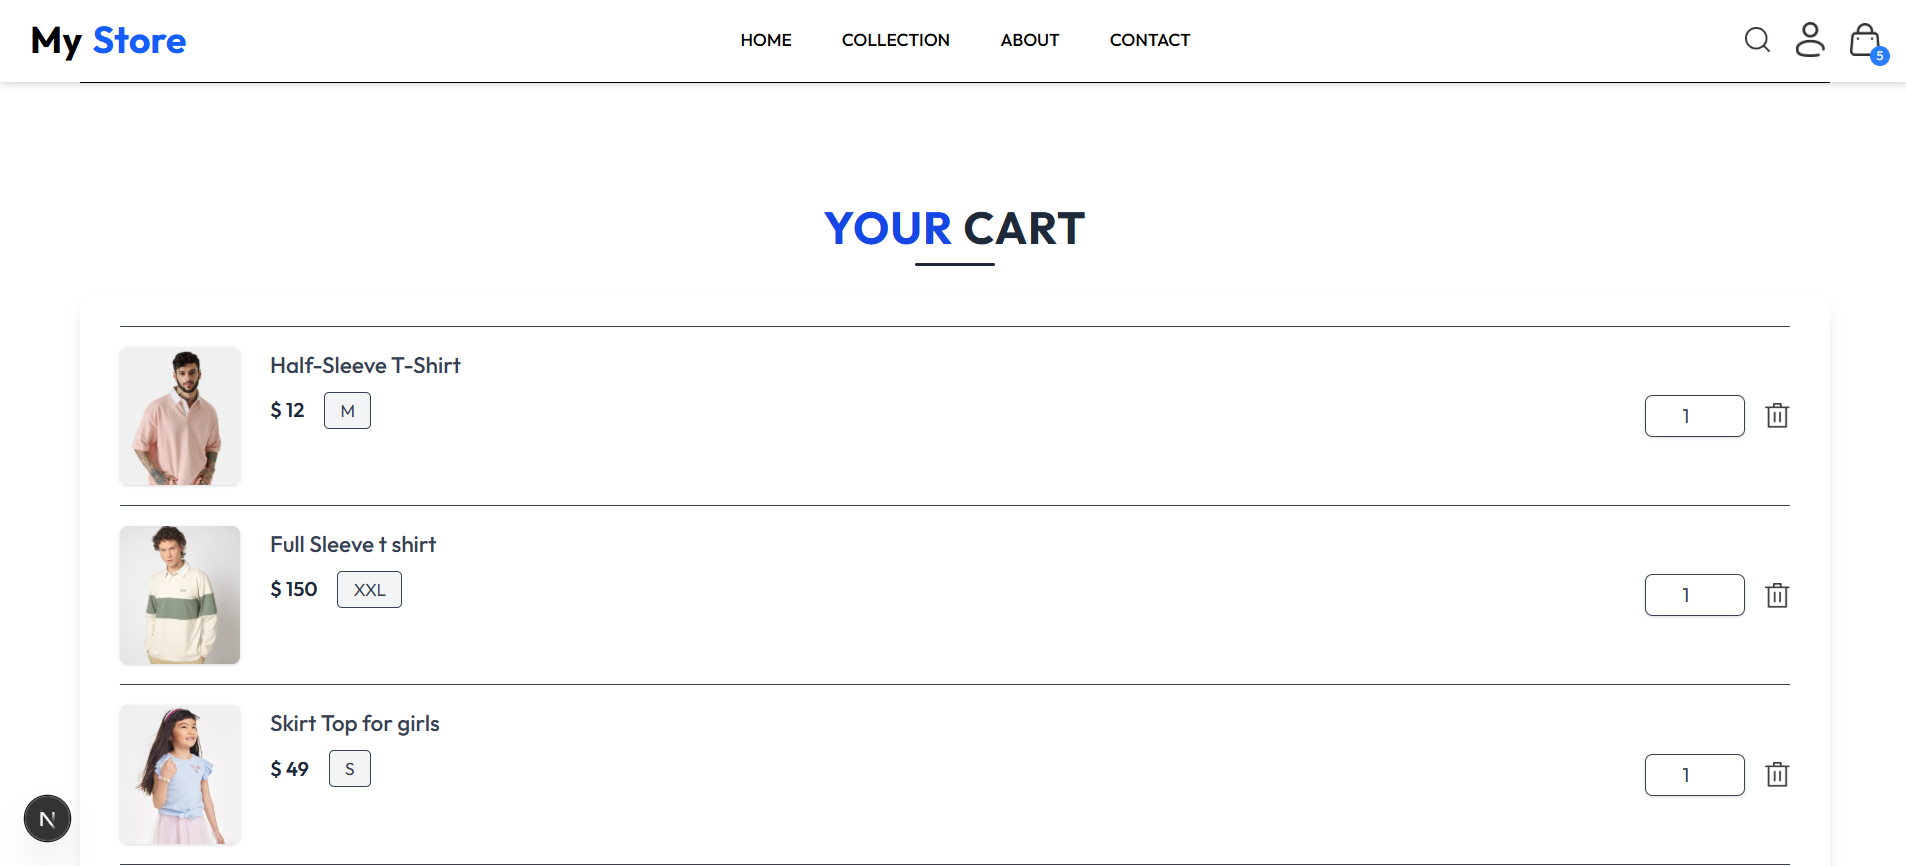 My Store
HOME COLLECTION ABOUT CONTACT
5
YOUR CART
Half-Sleeve T-Shirt
$ 12 M
1
Full Sleeve t shirt
$ 150 XXL
1
Skirt Top for girls
$ 49 S
1
N